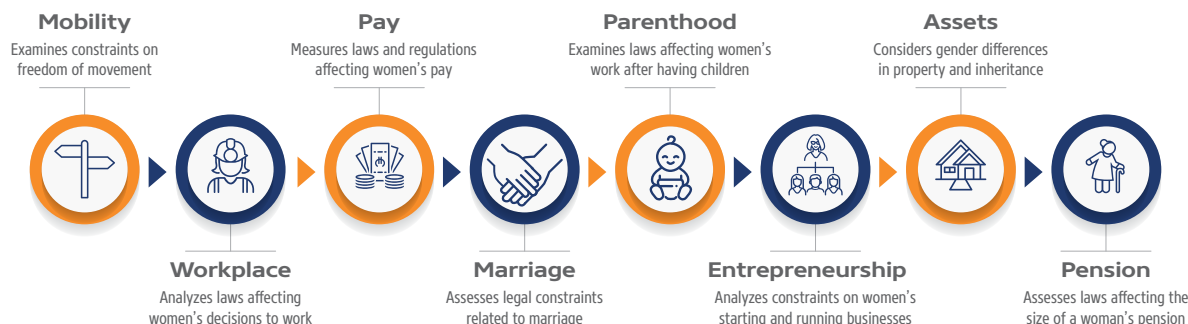 Mobility
Examines constraints on
freedom of movement
Pay
Measures laws and regulations
affecting women's pay
Parenthood
Examines laws affecting women's
work after having children
Assets
Considers gender differences
in property and inheritance
Workplace
Analyzes laws affecting
women's decisions to work
Marriage
Assesses legal constraints
related to marriage
Entrepreneurship
Analyzes constraints on women's
starting and running businesses
Pension
Assesses laws affecting the
size of a woman's pension